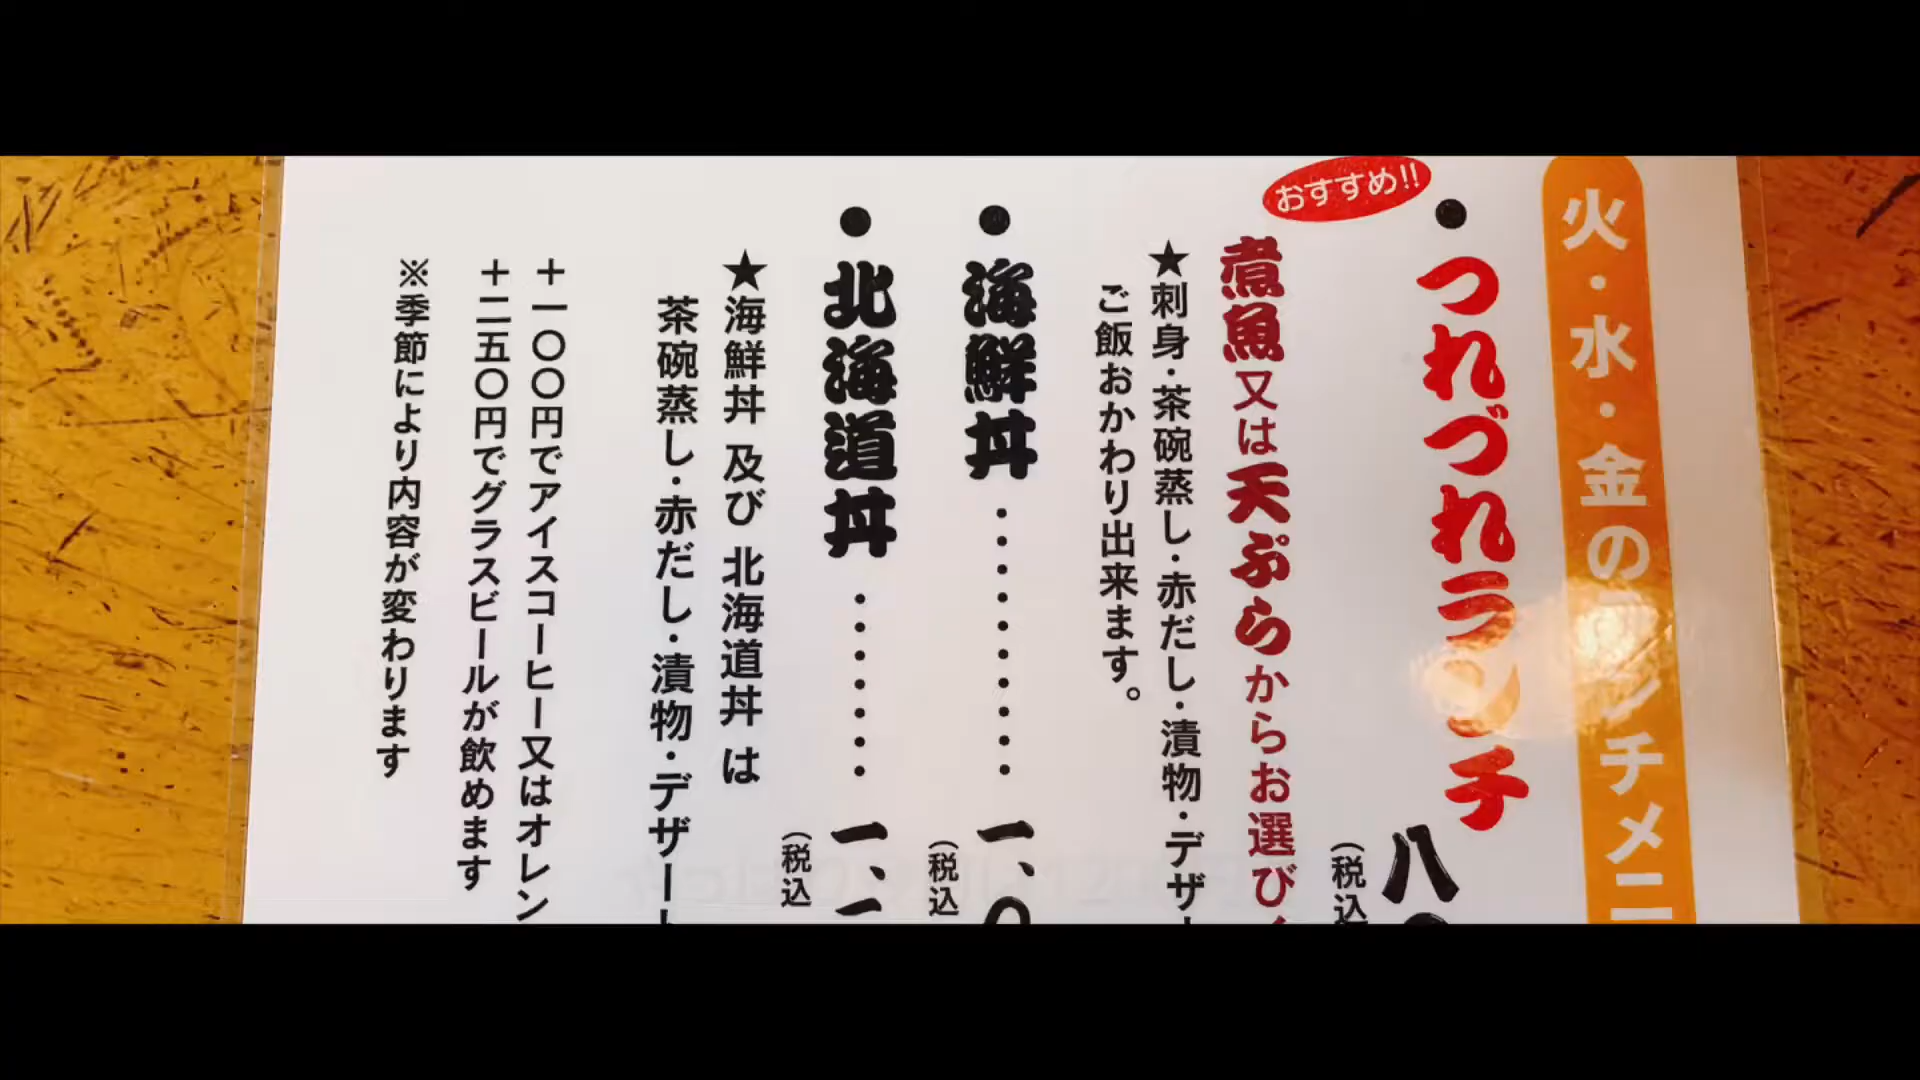 火・水・金のランチメニ
おすすめ!!
●つれづれランチ
八
(税込
煮魚又は天ぷらからお選び
★刺身・茶碗蒸し・赤だし・漬物・デザー
ご飯おかわり出来ます。
●海鮮丼………… 一、〇
(税込
●北海道丼……… 一、
(税込
★海鮮丼 及び 北海道丼 は
茶碗蒸し・赤だし・漬物・デザート
＋一〇〇円でアイスコーヒー又はオレン
＋二五〇円でグラスビールが飲めます
※季節により内容が変わります